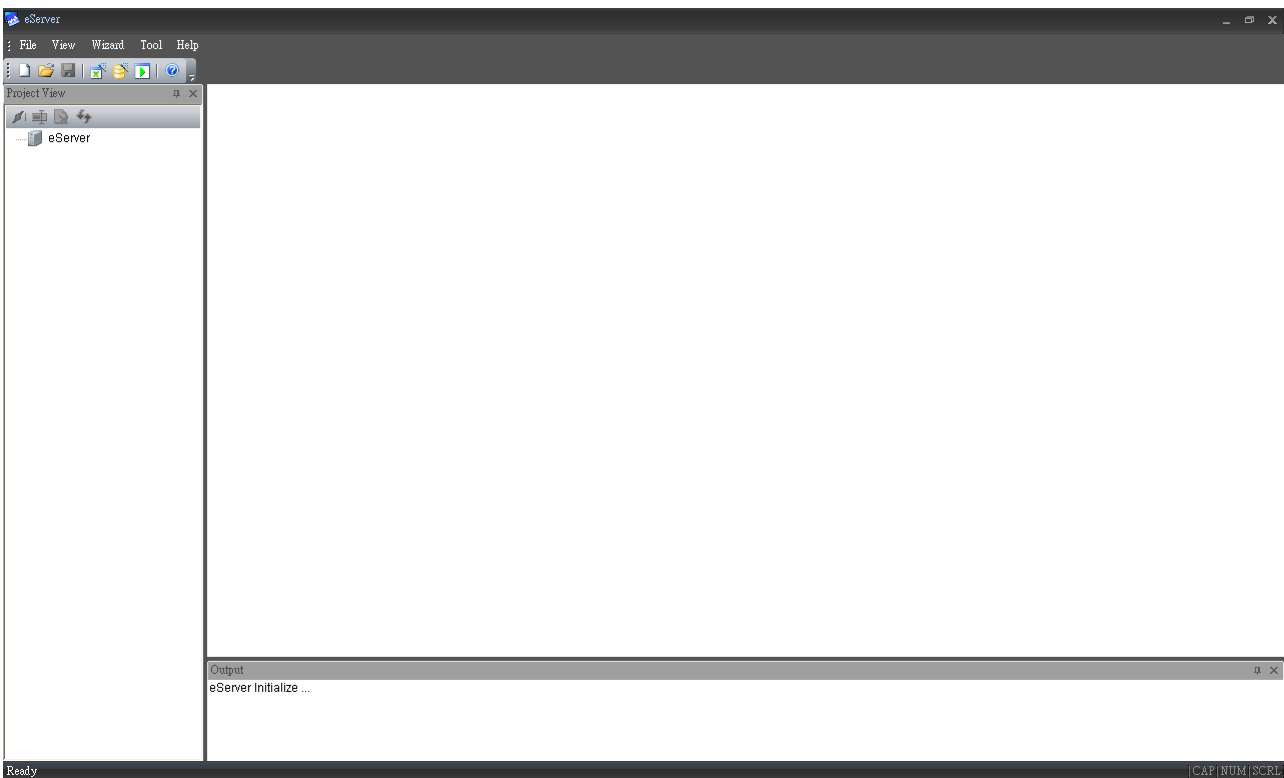 eServer
File View Wizard Tool Help
Project View
eServer
Output
eServer Initialize ...
Ready CAP NUM SCRL